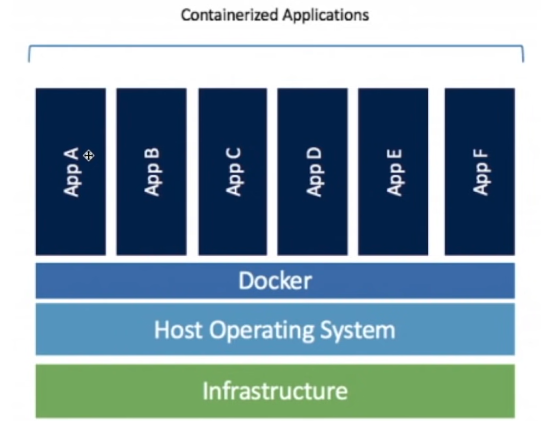 Containerized Applications
App A
App B
App C
App D
App E
App F
Docker
Host Operating System
Infrastructure